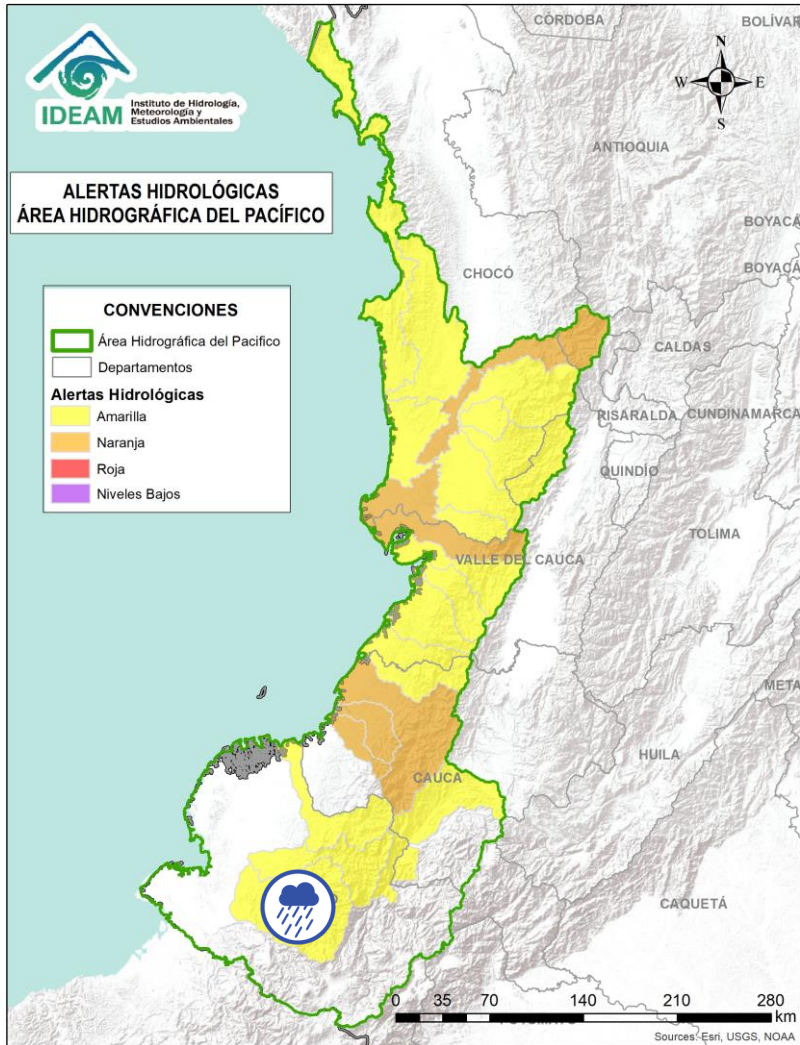 CÓRDOBA
BOLÍVAR
IDEAM
Instituto de Hidrología,
Meteorología y
Estudios Ambientales
N
W
E
S
ANTIOQUIA
ALERTAS HIDROLÓGICAS
ÁREA HIDROGRÁFICA DEL PACÍFICO
BOYACÁ
CHOCÓ
BOYACÁ
CONVENCIONES
Área Hidrográfica del Pacifico
Departamentos
Alertas Hidrológicas
Amarilla
Naranja
Roja
Niveles Bajos
CALDAS
RISARALDA
CUNDINAMARCA
QUINDÍO
TOLIMA
VALLE DEL CAUCA
META
HUILA
CAUCA
CAQUETÁ
0 35 70 140 210 280
km
Sources: Esri, USGS, NOAA